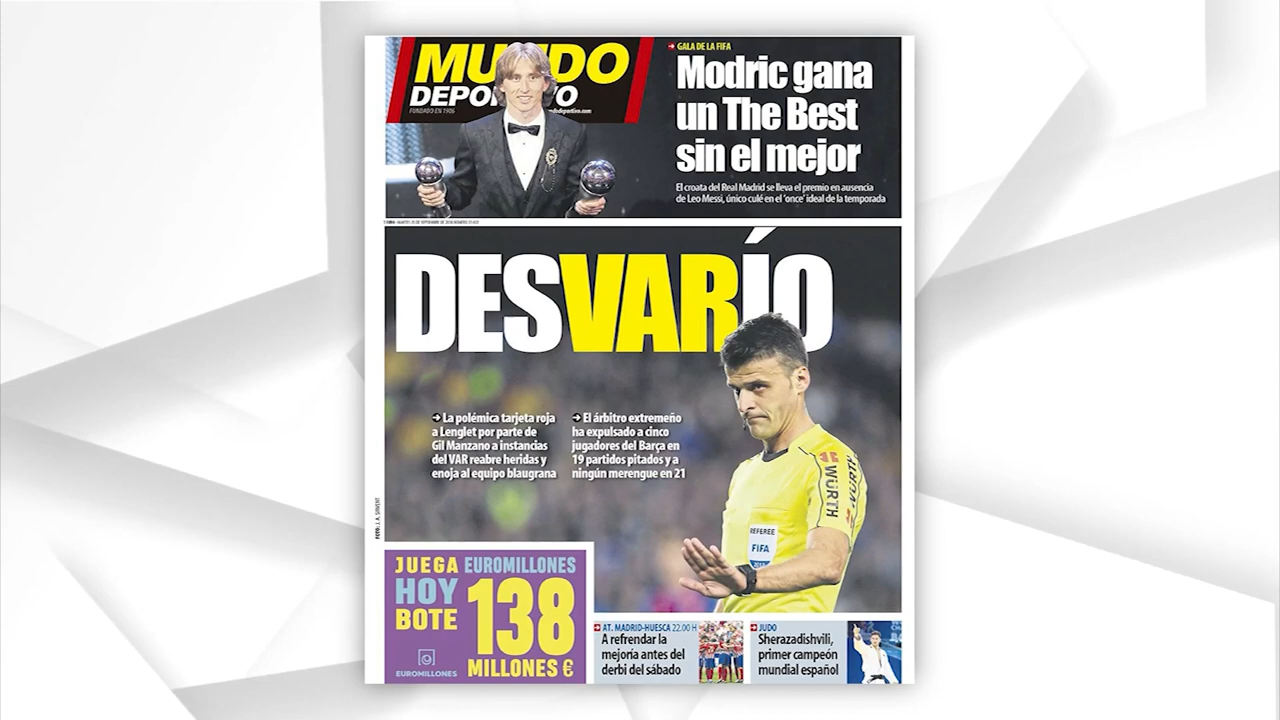 MUNDO
DEPORTIVO
FUNDADO EN 1906
GALA DE LA FIFA
Modric gana
un The Best
sin el mejor
El croata del Real Madrid se lleva el premio en ausencia
de Leo Messi, único culé en el 'once' ideal de la temporada
DESVARÍO
La polémica tarjeta roja
a Lenglet por parte de
Gil Manzano a instancias
del VAR reabre heridas y
enoja al equipo blaugrana
El árbitro extremeño
ha expulsado a cinco
jugadores del Barça en
19 partidos pitados y a
ningún merengue en 21
WÜRTH
WÜRTH
REFEREE
FIFA
JUEGA EUROMILLONES
HOY
BOTE
138
MILLONES €
EUROMILLONES
AT. MADRID-HUESCA 22.00 H
A refrendar la
mejoría antes del
derbi del sábado
JUDO
Sherazadishvili,
primer campeón
mundial español